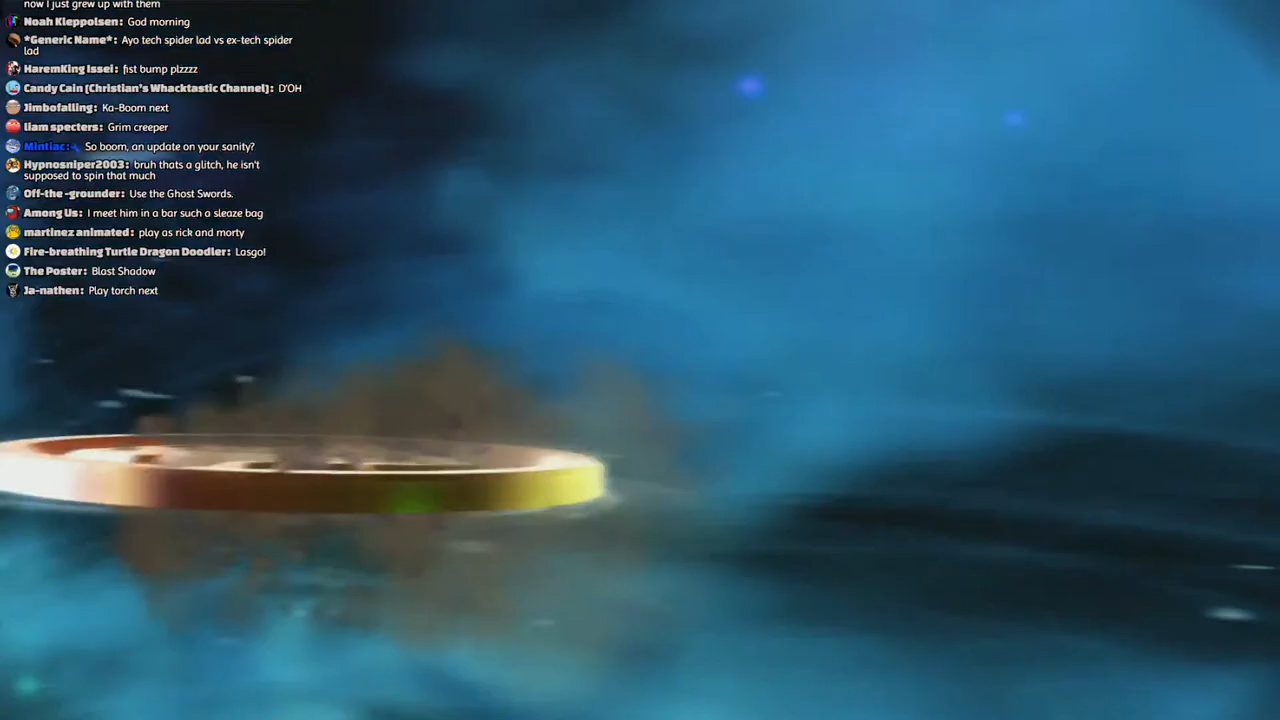 now I just grew up with them
Noah Kleppolsen: God morning
*Generic Name*: Ayo tech spider lad vs ex-tech spider
lad
HaremKing Issei: fist bump plzzzz
Candy Cain [Christian's Whacktastic Channel]: D'OH
Jimbofalling: Ka-Boom next
liam specters: Grim creeper
Mintiac: So boom, an update on your sanity?
Hypnosniper2003: bruh thats a glitch, he isn't
supposed to spin that much
Off-the -grounder: Use the Ghost Swords.
Among Us: I meet him in a bar such a sleaze bag
martinez animated: play as rick and morty
Fire-breathing Turtle Dragon Doodler: Lasgo!
The Poster: Blast Shadow
Ja-nathen: Play torch next